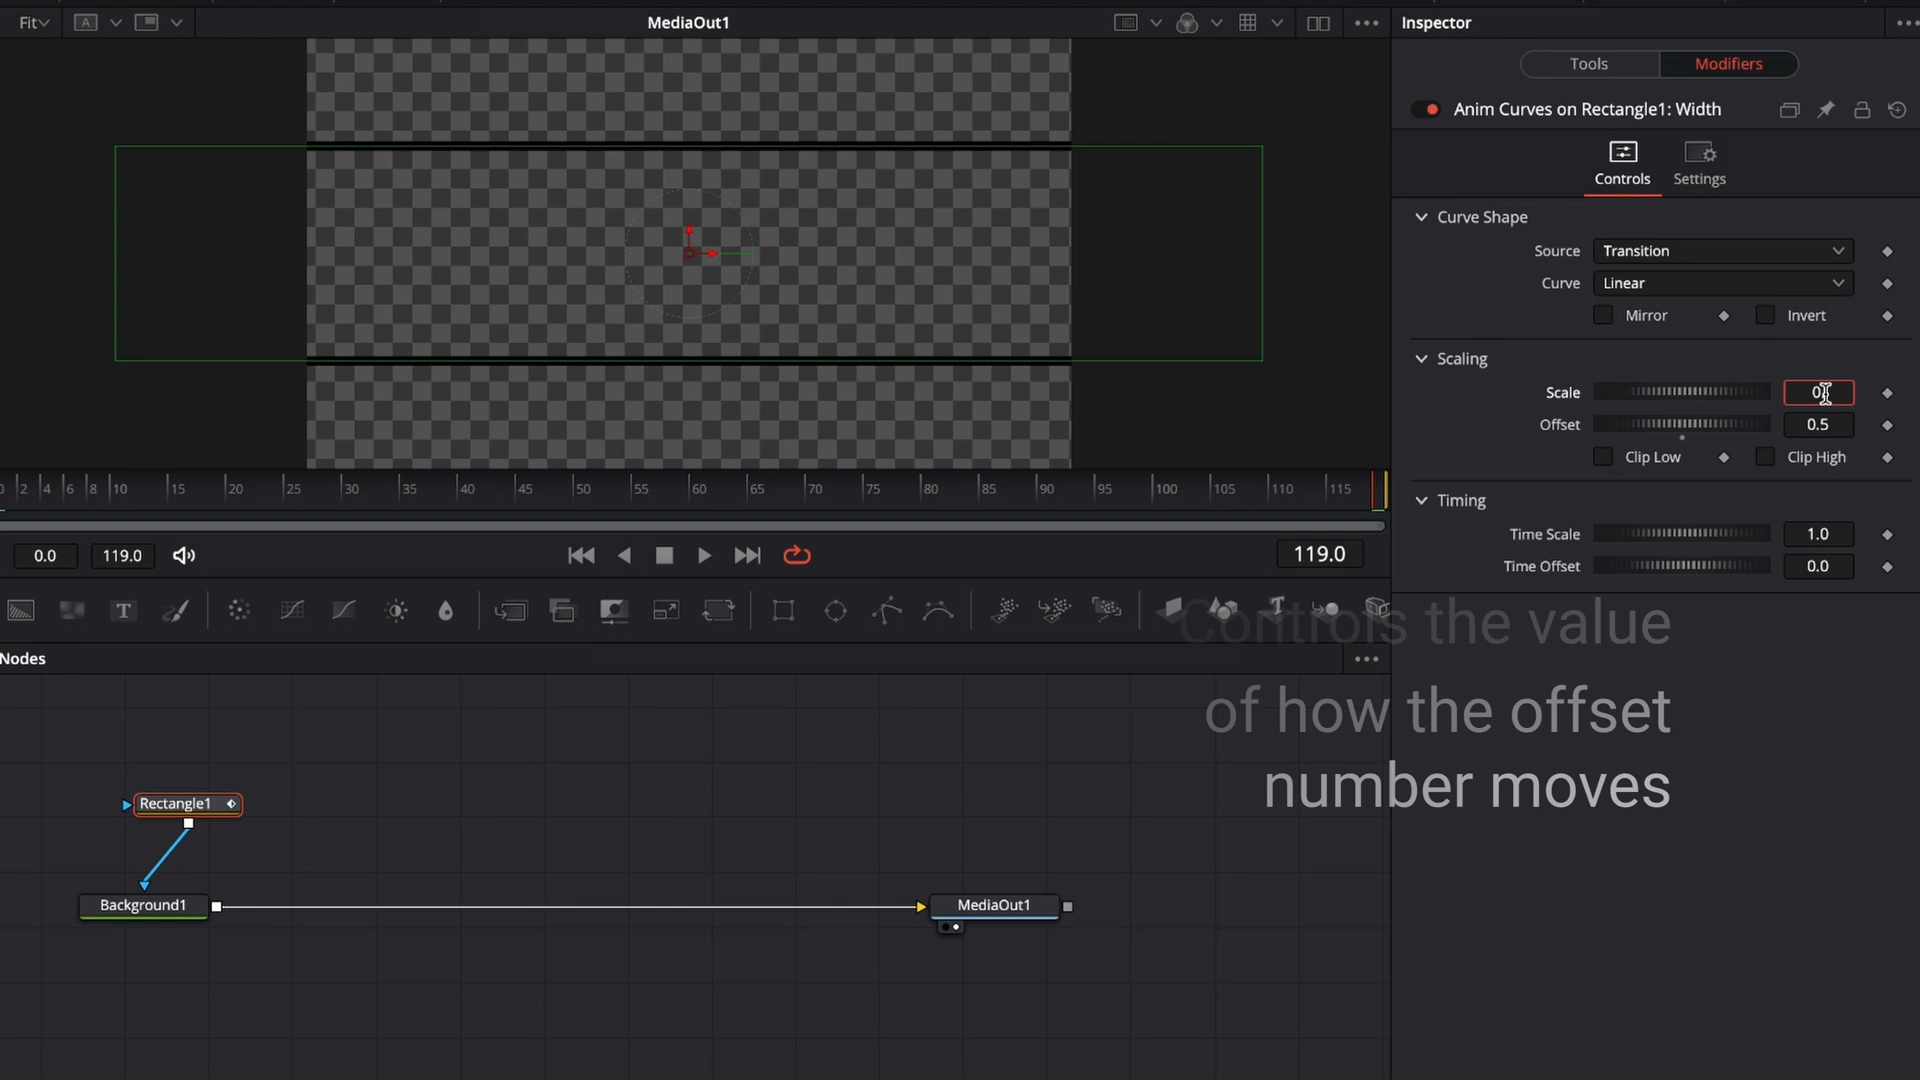 Fit
A
MediaOut1
Inspector
Tools
Modifiers
Anim Curves on Rectangle1: Width
Controls
Settings
Curve Shape
Source
Transition
Curve
Linear
Mirror
Invert
Scaling
Scale
Offset
0.5
Clip Low
Clip High
Timing
Time Scale
1.0
Time Offset
0.0
0 2 4 6 8 10 15 20 25 30 35 40 45 50 55 60 65 70 75 80 85 90 95 100 105 110 115
0.0
119.0
119.0
T
T
Controls the value
of how the offset
number moves
Nodes
Rectangle1
Background1
MediaOut1